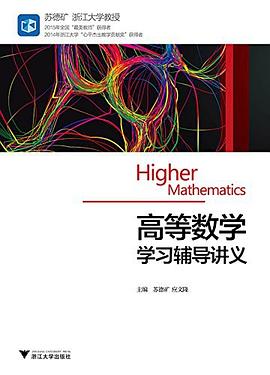 苏德矿 浙江大学教授
2015年全国“最美教师”获得者
2014年浙江大学“心平杰出教学贡献奖”获得者
Higher
Mathematics
高等数学
学习辅导讲义
主编 苏德矿 应文隆
浙江大学出版社